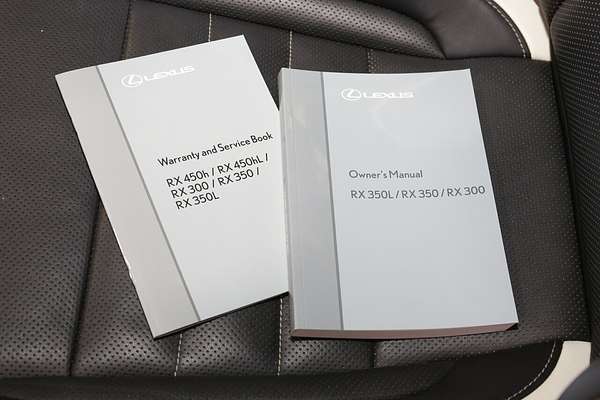 LEXUS
Warranty and Service Book
RX 450h / RX 450hL /
RX 300 / RX 350 /
RX 350L
LEXUS
Owner's Manual
RX 350L / RX 350 / RX 300